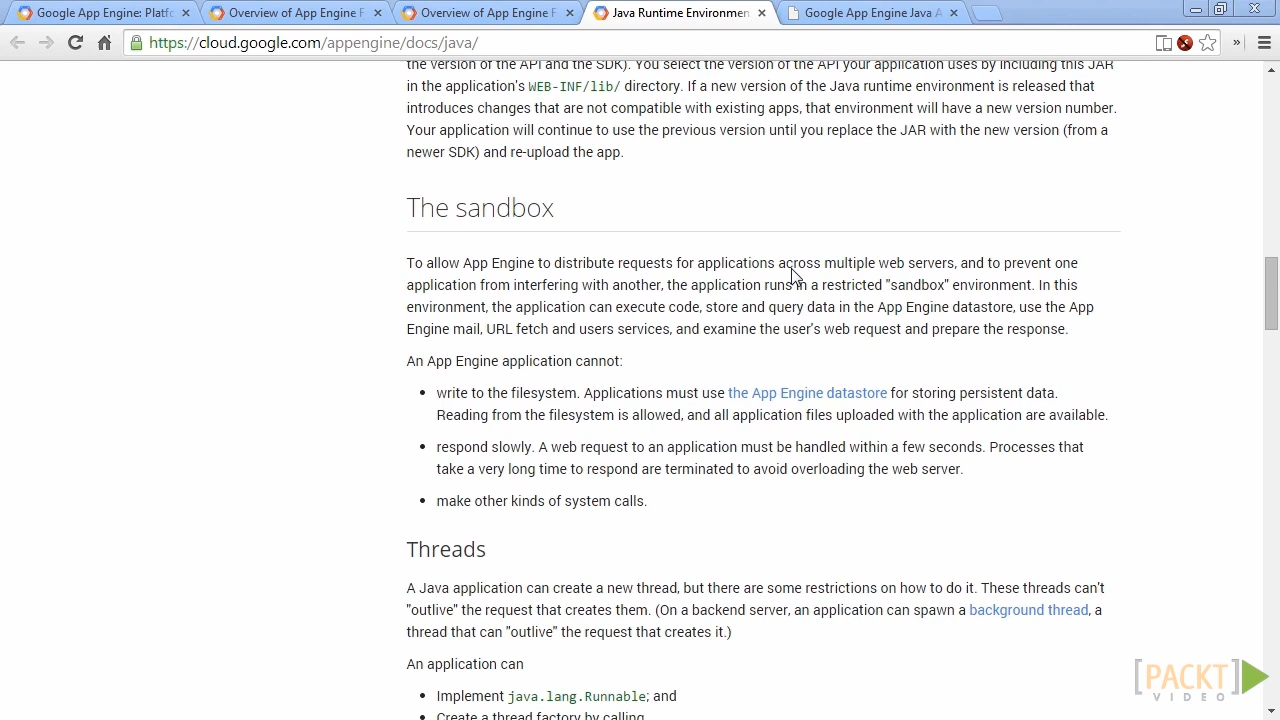 Google App Engine: Platf
Overview of App Engine F
Overview of App Engine F
Java Runtime Environmen
Google App Engine Java A
https://cloud.google.com/appengine/docs/java/
the version of the API and the SDK). You select the version of the API your application uses by including this JAR
in the application's WEB-INF/lib/ directory. If a new version of the Java runtime environment is released that
introduces changes that are not compatible with existing apps, that environment will have a new version number.
Your application will continue to use the previous version until you replace the JAR with the new version (from a
newer SDK) and re-upload the app.
The sandbox
To allow App Engine to distribute requests for applications across multiple web servers, and to prevent one
application from interfering with another, the application runs in a restricted "sandbox" environment. In this
environment, the application can execute code, store and query data in the App Engine datastore, use the App
Engine mail, URL fetch and users services, and examine the user's web request and prepare the response.
An App Engine application cannot:
• write to the filesystem. Applications must use the App Engine datastore for storing persistent data.
Reading from the filesystem is allowed, and all application files uploaded with the application are available.
• respond slowly. A web request to an application must be handled within a few seconds. Processes that
take a very long time to respond are terminated to avoid overloading the web server.
• make other kinds of system calls.
Threads
A Java application can create a new thread, but there are some restrictions on how to do it. These threads can't
"outlive" the request that creates them. (On a backend server, an application can spawn a background thread, a
thread that can "outlive" the request that creates it.)
An application can
• Implement java.lang.Runnable; and
• Create a thread factory by calling
[PACKT]
VIDEO